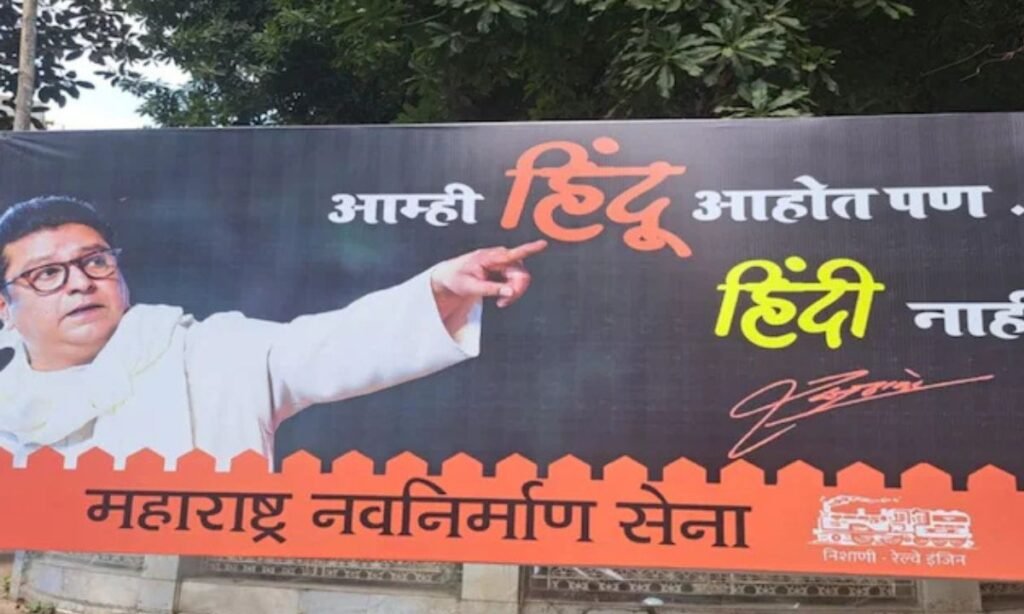 आम्ही हिंदू आहोत पण .
हिंदी नाही
महाराष्ट्र नवनिर्माण सेना
निशाणी - रेल्वे इंजिन